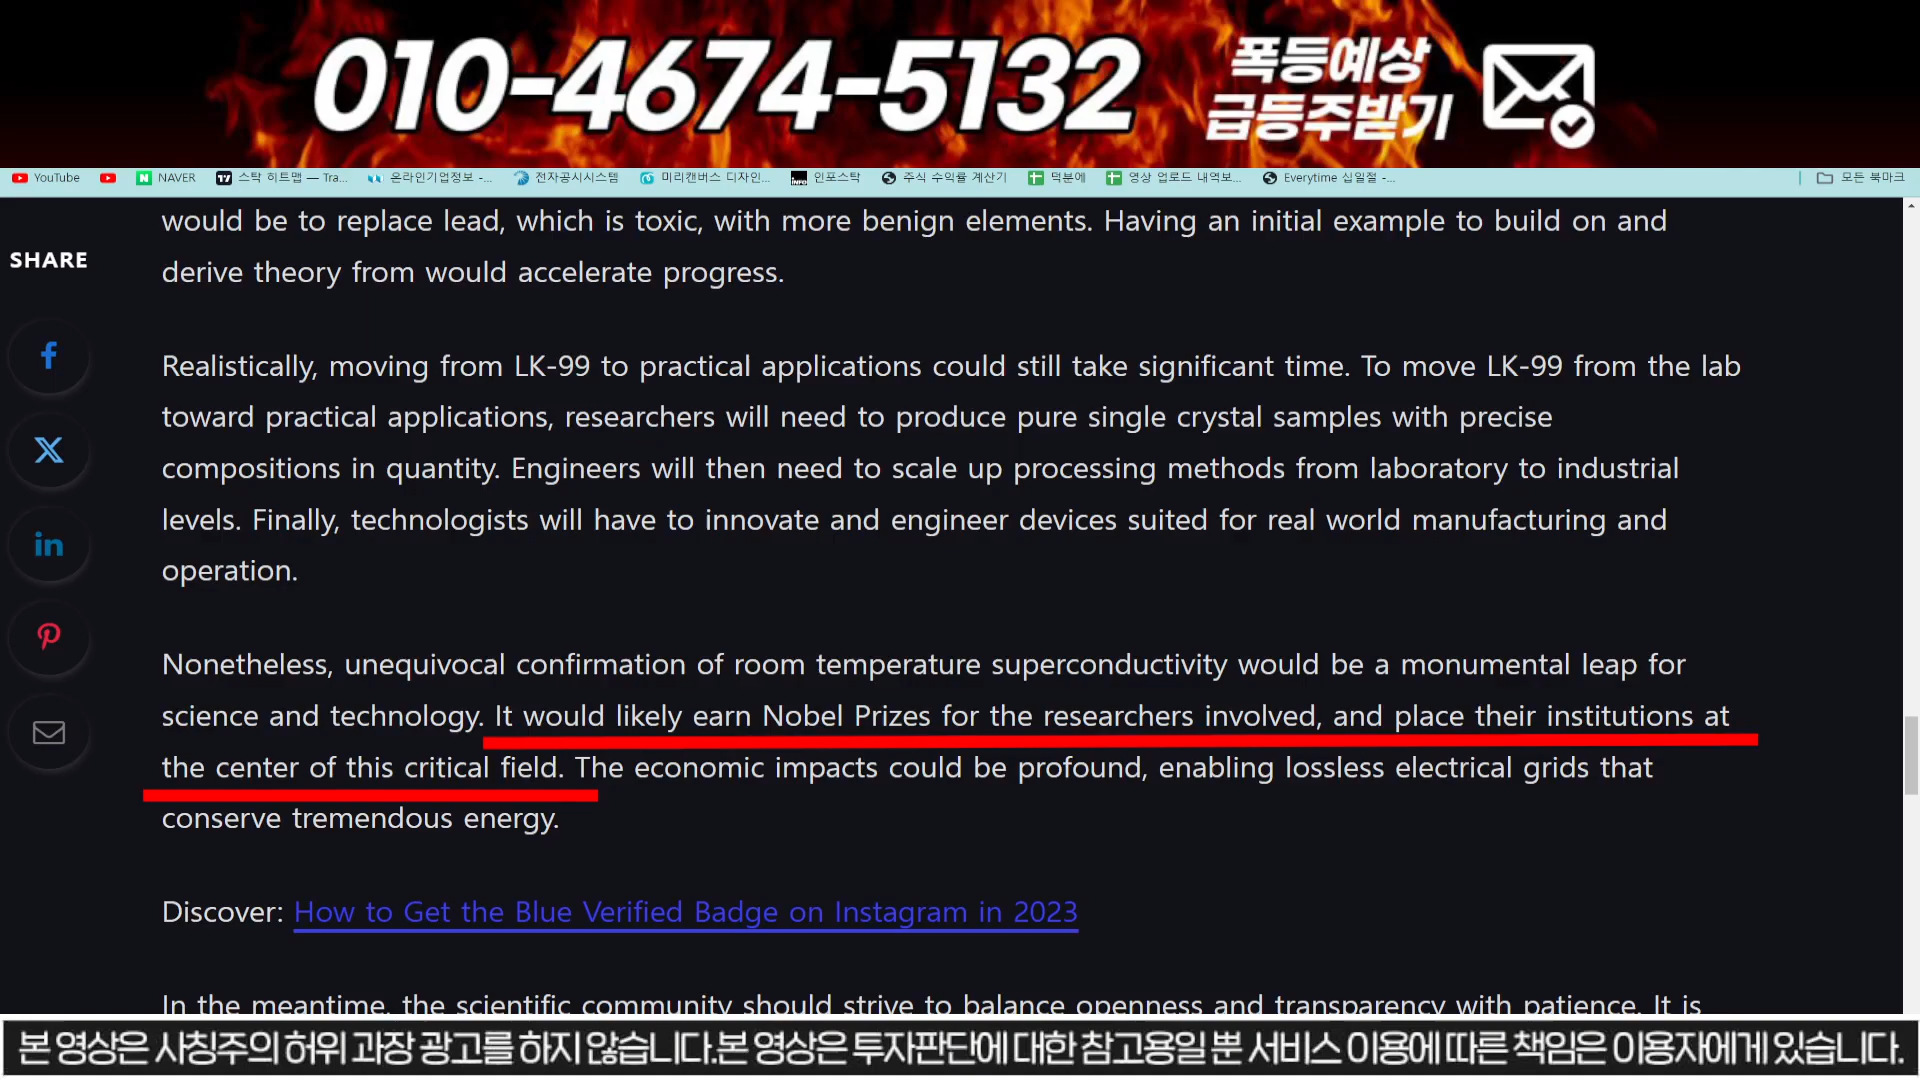 010-4674-5132
폭등예상
급등주받기
YouTube
NAVER
스탁 히트맵 — Tra...
온라인기업정보 -...
전자공시시스템
미리캔버스 디자인...
인포스탁
주식 수익률 계산기
떡분에
영상 업로드 내역보...
Everytime 십일절 -...
모든 북마크
SHARE
would be to replace lead, which is toxic, with more benign elements. Having an initial example to build on and
derive theory from would accelerate progress.
Realistically, moving from LK-99 to practical applications could still take significant time. To move LK-99 from the lab
toward practical applications, researchers will need to produce pure single crystal samples with precise
compositions in quantity. Engineers will then need to scale up processing methods from laboratory to industrial
levels. Finally, technologists will have to innovate and engineer devices suited for real world manufacturing and
operation.
Nonetheless, unequivocal confirmation of room temperature superconductivity would be a monumental leap for
science and technology. It would likely earn Nobel Prizes for the researchers involved, and place their institutions at
the center of this critical field. The economic impacts could be profound, enabling lossless electrical grids that
conserve tremendous energy.
Discover: How to Get the Blue Verified Badge on Instagram in 2023
In the meantime, the scientific community should strive to balance openness and transparency with patience. It is
본 영상은 사칭주의 허위 과장 광고를 하지 않습니다.본 영상은 투자판단에 대한 참고용일 뿐 서비스 이용에 따른 책임은 이용자에게 있습니다.